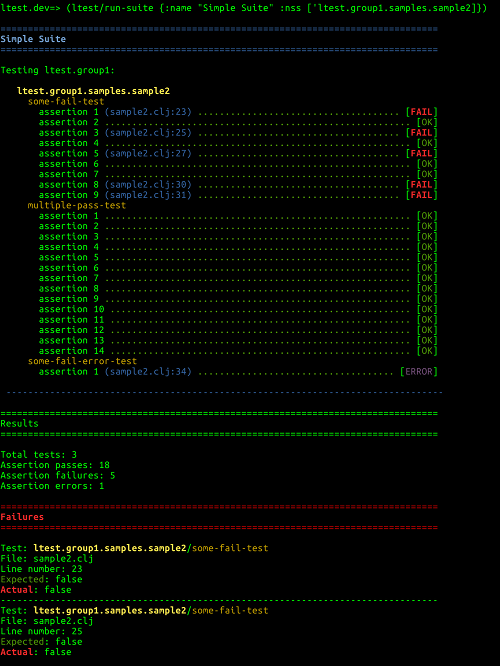 ltest.dev=> (ltest/run-suite {:name "Simple Suite" :nss ['ltest.group1.samples.sample2]})
================================================================================
Simple Suite
================================================================================
Testing ltest.group1:
ltest.group1.samples.sample2
some-fail-test
assertion 1 (sample2.clj:23) ..................................... [FAIL]
assertion 2 ........................................................ [OK]
assertion 3 (sample2.clj:25) ..................................... [FAIL]
assertion 4 ........................................................ [OK]
assertion 5 (sample2.clj:27) ..................................... [FAIL]
assertion 6 ........................................................ [OK]
assertion 7 ........................................................ [OK]
assertion 8 (sample2.clj:30) ..................................... [FAIL]
assertion 9 (sample2.clj:31) ..................................... [FAIL]
multiple-pass-test
assertion 1 ........................................................ [OK]
assertion 2 ........................................................ [OK]
assertion 3 ........................................................ [OK]
assertion 4 ........................................................ [OK]
assertion 5 ........................................................ [OK]
assertion 6 ........................................................ [OK]
assertion 7 ........................................................ [OK]
assertion 8 ........................................................ [OK]
assertion 9 ........................................................ [OK]
assertion 10 ....................................................... [OK]
assertion 11 ....................................................... [OK]
assertion 12 ....................................................... [OK]
assertion 13 ....................................................... [OK]
assertion 14 ....................................................... [OK]
some-fail-error-test
assertion 1 (sample2.clj:34) .................................... [ERROR]
--------------------------------------------------------------------------------
================================================================================
Results
================================================================================
Total tests: 3
Assertion passes: 18
Assertion failures: 5
Assertion errors: 1
================================================================================
Failures
================================================================================
Test: ltest.group1.samples.sample2/some-fail-test
File: sample2.clj
Line number: 23
Expected: false
Actual: false
--------------------------------------------------------------------------------
Test: ltest.group1.samples.sample2/some-fail-test
File: sample2.clj
Line number: 25
Expected: false
Actual: false